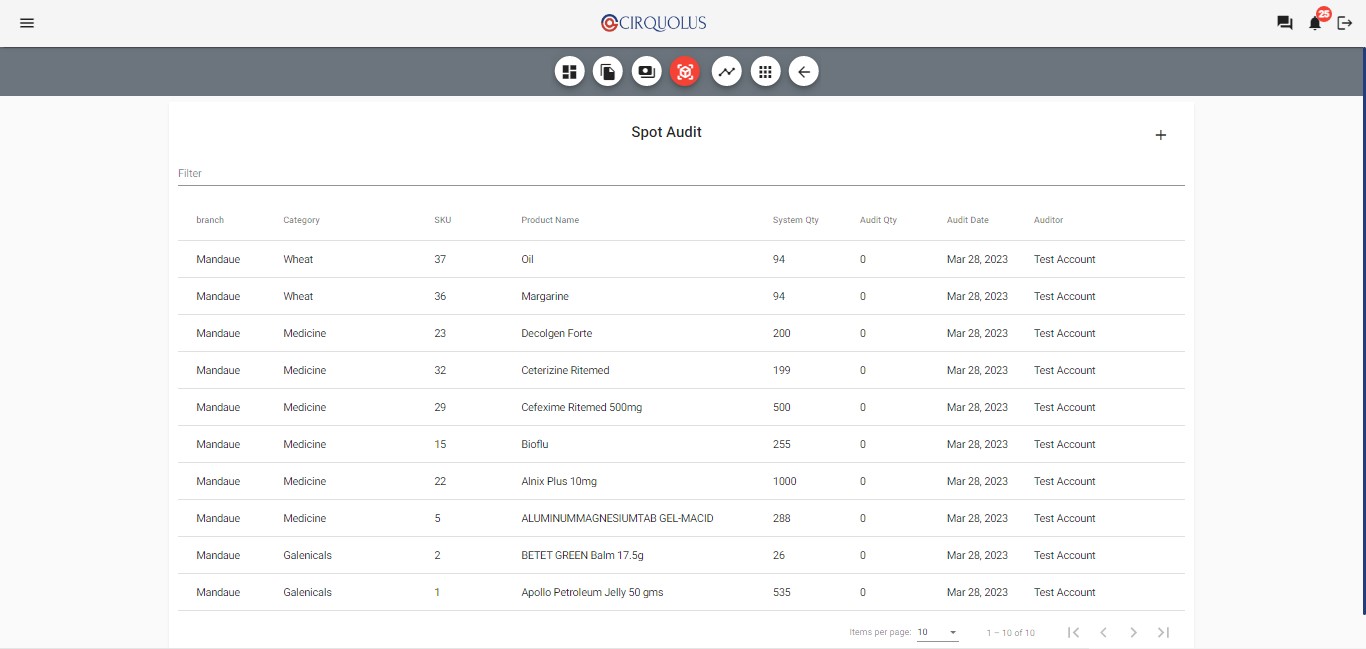 CIRQUOLUS
25
Spot Audit
Filter
branch Category SKU Product Name System Qty Audit Qty Audit Date Auditor
Mandaue Wheat 37 Oil 94 0 Mar 28, 2023 Test Account
Mandaue Wheat 36 Margarine 94 0 Mar 28, 2023 Test Account
Mandaue Medicine 23 Decolgen Forte 200 0 Mar 28, 2023 Test Account
Mandaue Medicine 32 Ceterizine Ritemed 199 0 Mar 28, 2023 Test Account
Mandaue Medicine 29 Cefexime Ritemed 500mg 500 0 Mar 28, 2023 Test Account
Mandaue Medicine 15 Bioflu 255 0 Mar 28, 2023 Test Account
Mandaue Medicine 22 Alnix Plus 10mg 1000 0 Mar 28, 2023 Test Account
Mandaue Medicine 5 ALUMINUMMAGNESIUMTAB GEL-MACID 288 0 Mar 28, 2023 Test Account
Mandaue Galenicals 2 BETET GREEN Balm 17.5g 26 0 Mar 28, 2023 Test Account
Mandaue Galenicals 1 Apollo Petroleum Jelly 50 gms 535 0 Mar 28, 2023 Test Account
Items per page: 10 1 – 10 of 10